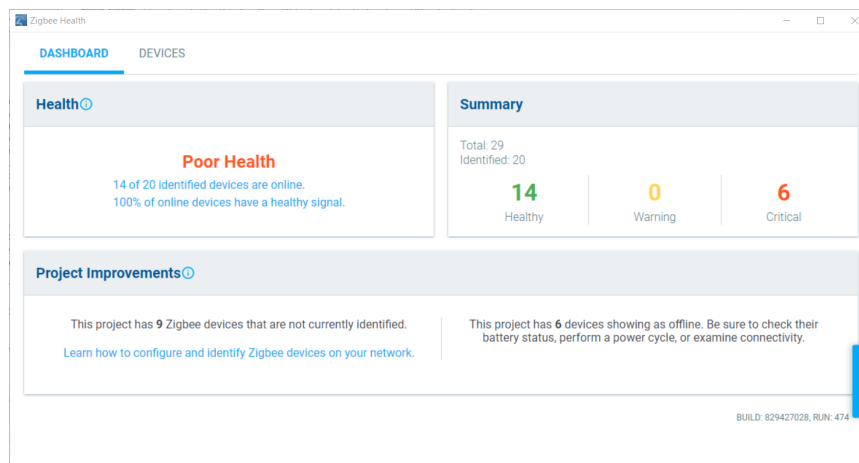 Zigbee Health
DASHBOARD DEVICES
Health
Poor Health
14 of 20 identified devices are online.
100% of online devices have a healthy signal.
Summary
Total: 29
Identified: 20
14 0 6
Healthy Warning Critical
Project Improvements
This project has 9 Zigbee devices that are not currently identified.
Learn how to configure and identify Zigbee devices on your network.
This project has 6 devices showing as offline. Be sure to check their
battery status, perform a power cycle, or examine connectivity.
BUILD: 829427028, RUN: 474